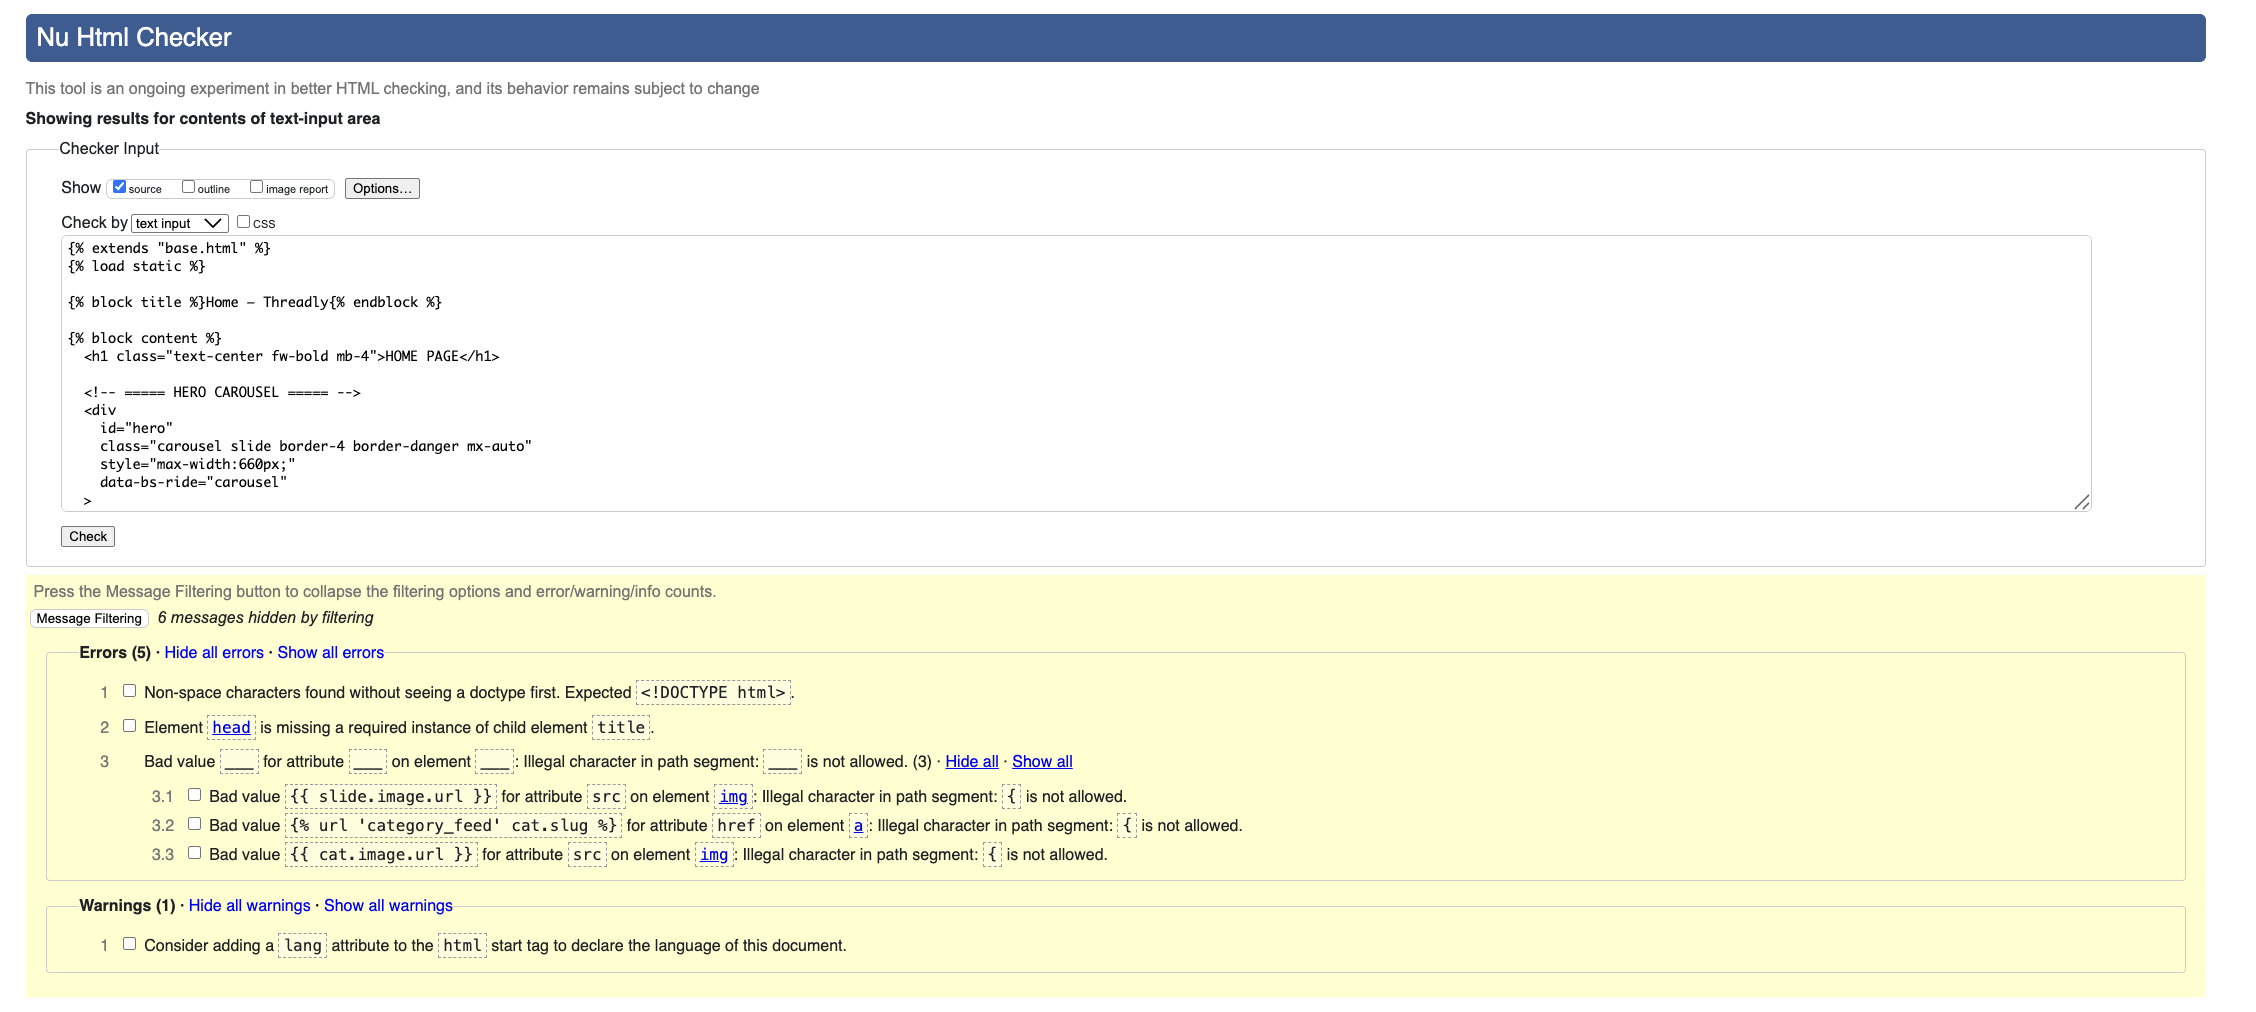 Nu Html Checker
This tool is an ongoing experiment in better HTML checking, and its behavior remains subject to change
Showing results for contents of text-input area
Checker Input
Show source outline image report Options...
Check by text input CSS
{% extends "base.html" %}
{% load static %}
{% block title %}Home – Threadly{% endblock %}
{% block content %}
<h1 class="text-center fw-bold mb-4">HOME PAGE</h1>
<!-- ===== HERO CAROUSEL ===== -->
<div
id="hero"
class="carousel slide border-4 border-danger mx-auto"
style="max-width:660px;"
data-bs-ride="carousel"
>
Check
Press the Message Filtering button to collapse the filtering options and error/warning/info counts.
Message Filtering 6 messages hidden by filtering
Errors (5) · Hide all errors · Show all errors
1 Non-space characters found without seeing a doctype first. Expected <!DOCTYPE html>.
2 Element head is missing a required instance of child element title.
3 Bad value ___ for attribute ___ on element ___: Illegal character in path segment: ___ is not allowed. (3) · Hide all · Show all
3.1 Bad value {{ slide.image.url }} for attribute src on element img: Illegal character in path segment: { is not allowed.
3.2 Bad value {% url 'category_feed' cat.slug %} for attribute href on element a: Illegal character in path segment: { is not allowed.
3.3 Bad value {{ cat.image.url }} for attribute src on element img: Illegal character in path segment: { is not allowed.
Warnings (1) · Hide all warnings · Show all warnings
1 Consider adding a lang attribute to the html start tag to declare the language of this document.